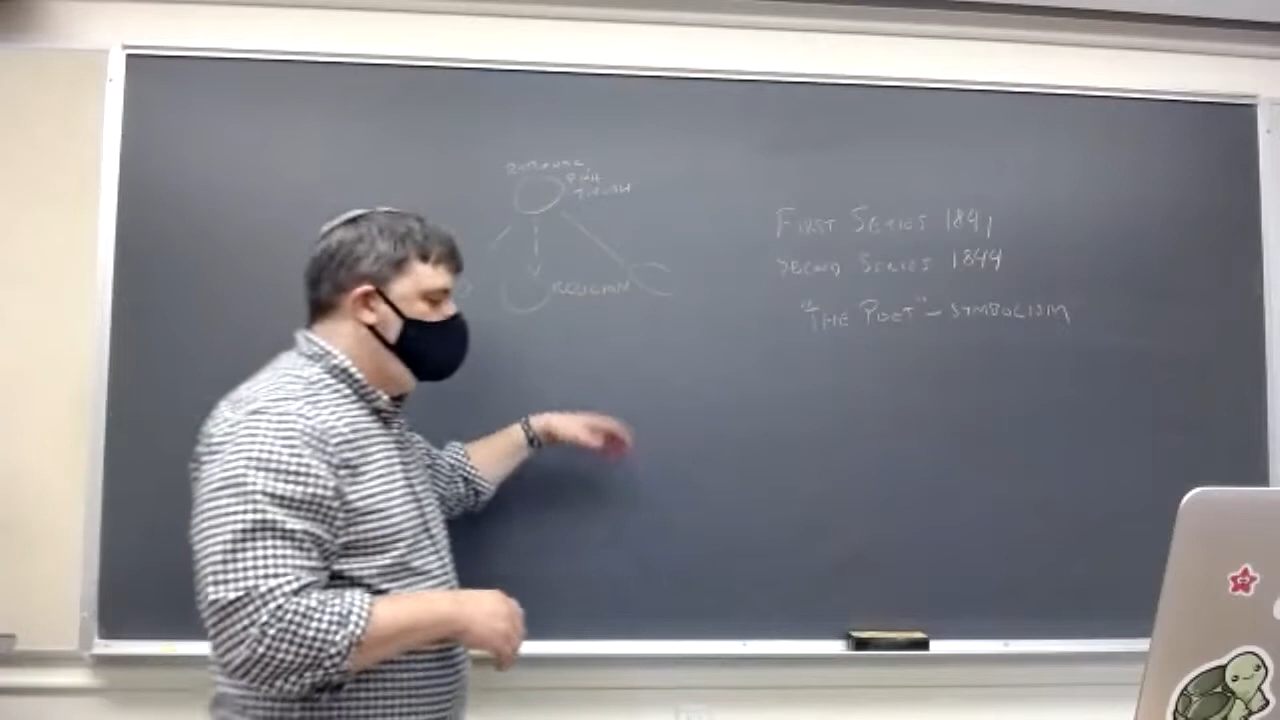 RELIGION
FIRST SERIES 1841
SECOND SERIES 1844
"THE POET" - SYMBOLISM